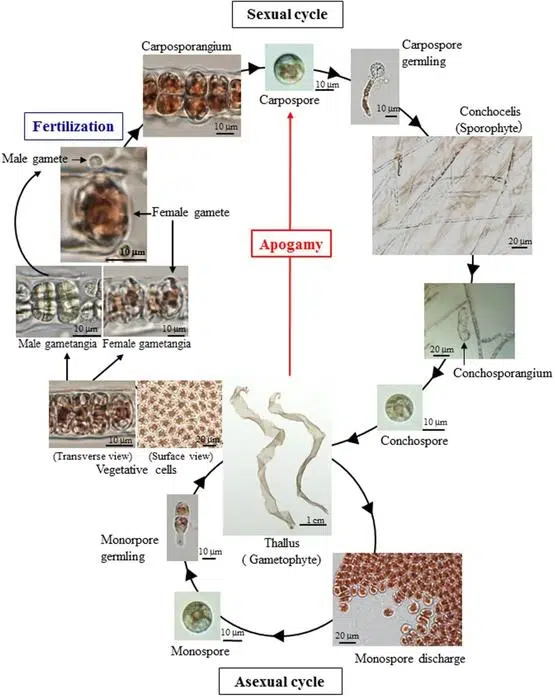 Sexual cycle
Carposporangium
10 μm
Carpospore
10 μm
Carpospore
germling
10 μm
Conchocelis
(Sporophyte)
20 μm
Fertilization
Male gamete
Female gamete
10 μm
Apogamy
10 μm
10 μm
Male gametangia
Female gametangia
20 μm
Conchosporangium
10 μm
Conchospore
10 μm
20 μm
(Transverse view)
(Surface view)
Vegetative cells
1 cm
Thallus
( Gametophyte)
Monorpore
germling
10 μm
Monospore
10 μm
20 μm
Monospore discharge
Asexual cycle